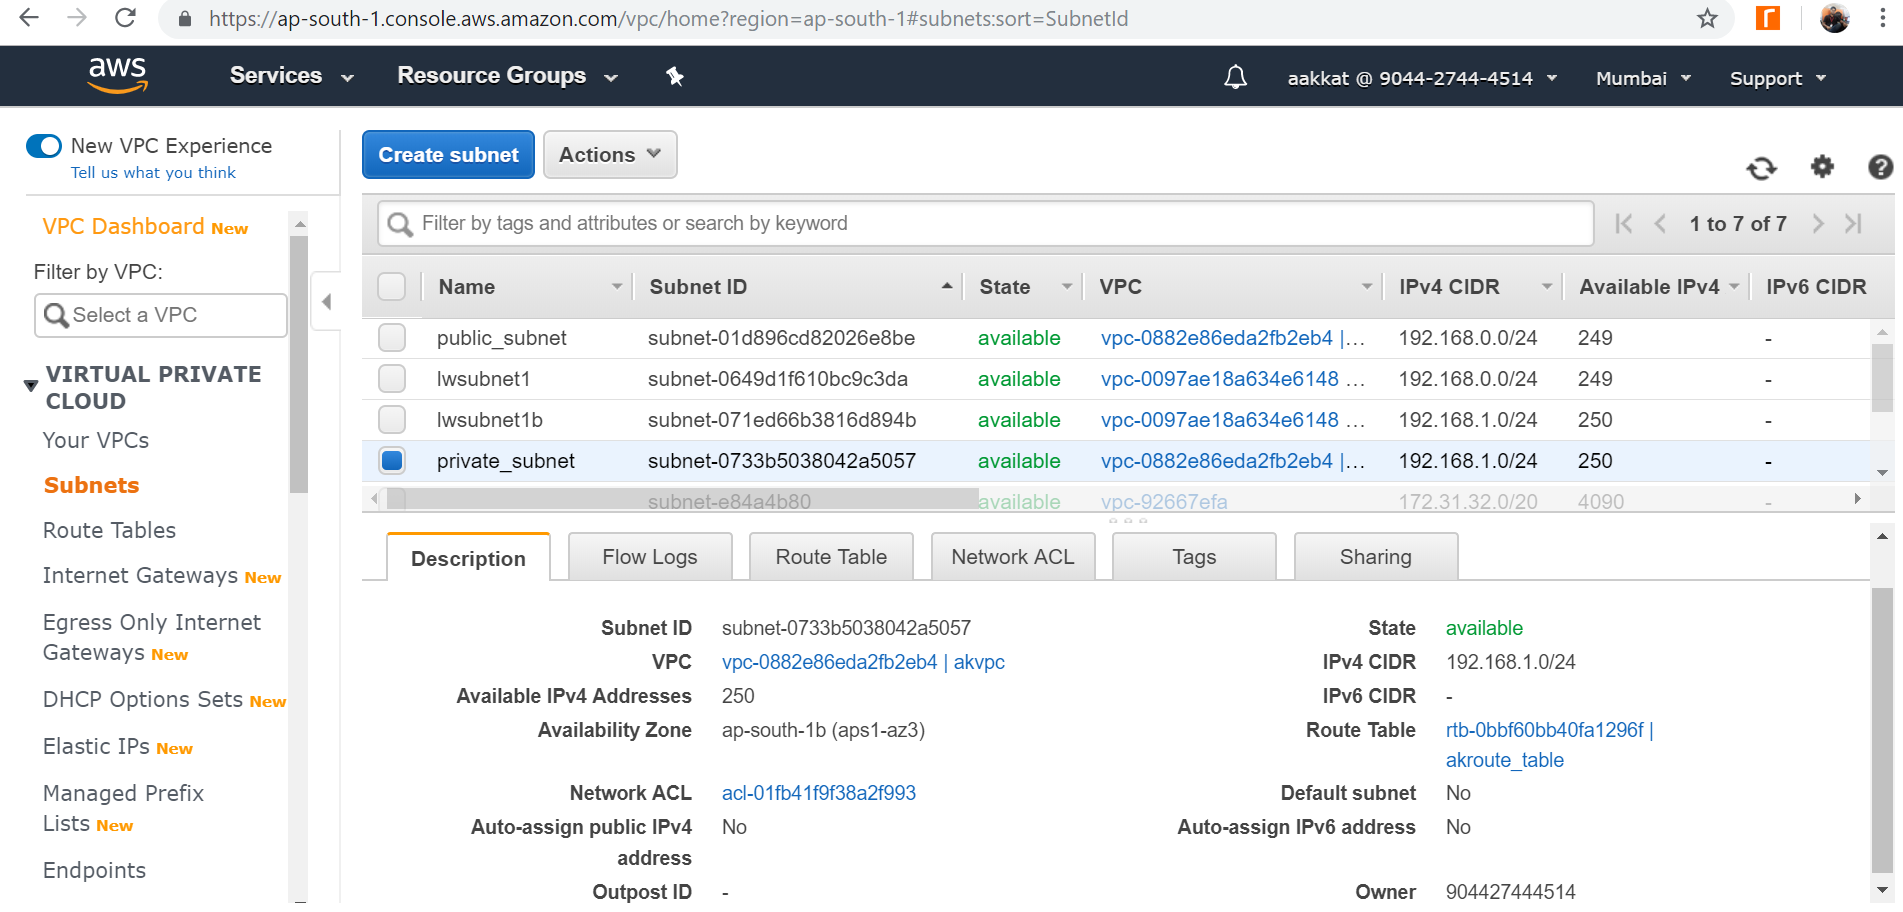 https://ap-south-1.console.aws.amazon.com/vpc/home?region=ap-south-1#subnets:sort=SubnetId
aws Services Resource Groups aakkat @ 9044-2744-4514 Mumbai Support
New VPC Experience
Tell us what you think
VPC Dashboard New
Filter by VPC:
Select a VPC
VIRTUAL PRIVATE
CLOUD
Your VPCs
Subnets
Route Tables
Internet Gateways New
Egress Only Internet
Gateways New
DHCP Options Sets New
Elastic IPs New
Managed Prefix
Lists New
Endpoints
Create subnet Actions
Filter by tags and attributes or search by keyword 1 to 7 of 7
Name Subnet ID State VPC IPv4 CIDR Available IPv4 IPv6 CIDR
public_subnet subnet-01d896cd82026e8be available vpc-0882e86eda2fb2eb4 |... 192.168.0.0/24 249 -
lwsubnet1 subnet-0649d1f610bc9c3da available vpc-0097ae18a634e6148 ... 192.168.0.0/24 249 -
lwsubnet1b subnet-071ed66b3816d894b available vpc-0097ae18a634e6148 ... 192.168.1.0/24 250 -
private_subnet subnet-0733b5038042a5057 available vpc-0882e86eda2fb2eb4 |... 192.168.1.0/24 250 -
subnet-e84a4b80 available vpc-92667efa 172.31.32.0/20 4090 -
Description Flow Logs Route Table Network ACL Tags Sharing
Subnet ID subnet-0733b5038042a5057 State available
VPC vpc-0882e86eda2fb2eb4 | akvpc IPv4 CIDR 192.168.1.0/24
Available IPv4 Addresses 250 IPv6 CIDR -
Availability Zone ap-south-1b (aps1-az3) Route Table rtb-0bbf60bb40fa1296f |
akroute_table
Network ACL acl-01fb41f9f38a2f993 Default subnet No
Auto-assign public IPv4 No Auto-assign IPv6 address No
address
Outpost ID - Owner 904427444514